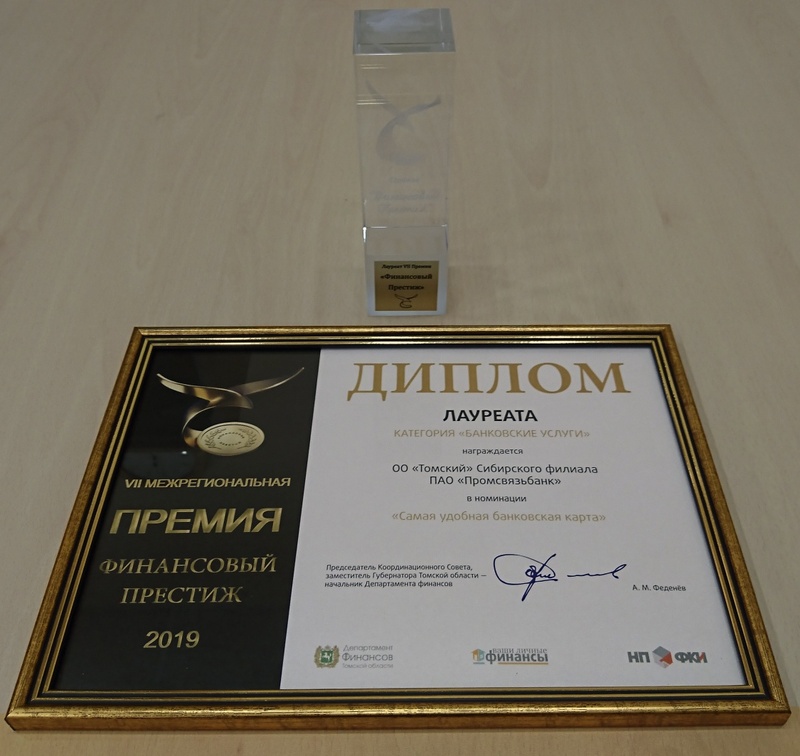 Лауреат VII Премии
«Финансовый
Престиж»
VII МЕЖРЕГИОНАЛЬНАЯ
ПРЕМИЯ
ФИНАНСОВЫЙ
ПРЕСТИЖ
2019
ДИПЛОМ
ЛАУРЕАТА
КАТЕГОРИЯ «БАНКОВСКИЕ УСЛУГИ»
награждается
ОО «Томский» Сибирского филиала
ПАО «Промсвязьбанк»
в номинации
«Самая удобная банковская карта»
Председатель Координационного Совета,
заместитель Губернатора Томской области –
начальник Департамента финансов
А. М. Феденёв
Департамент
Финансов
Томской области
ваши личные
финансы
НП ФКИ